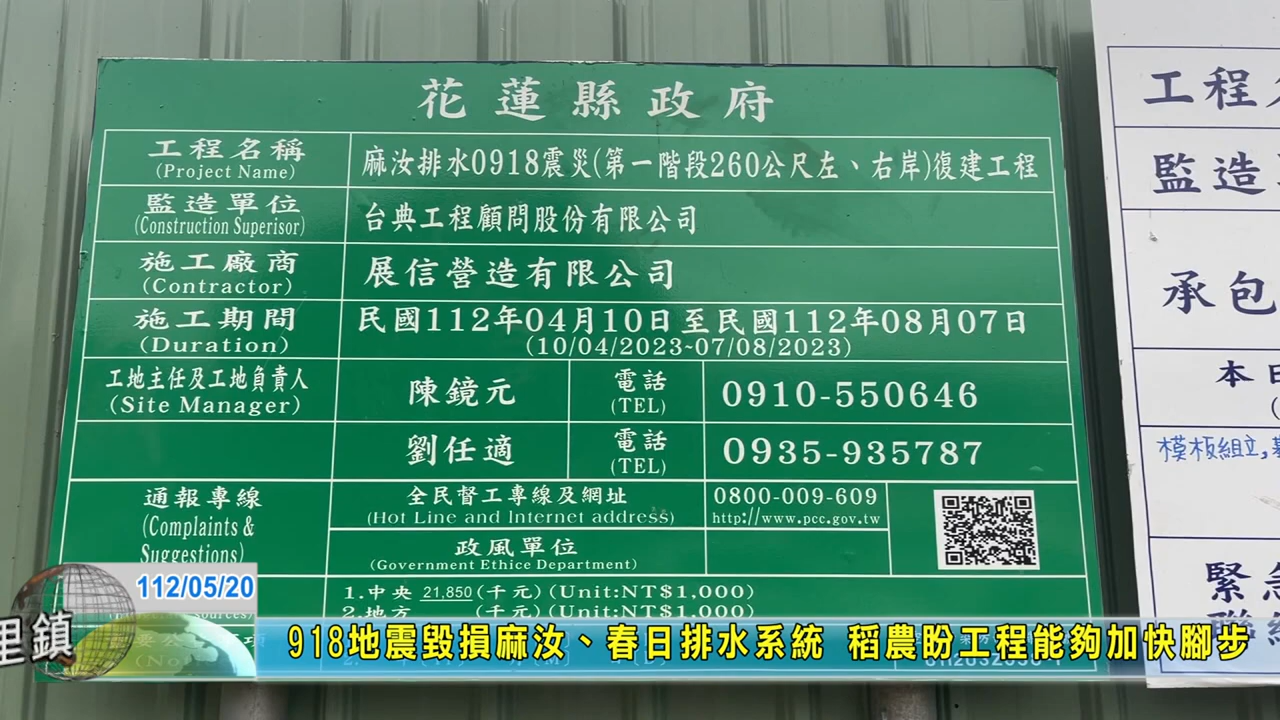 花蓮縣政府
工程名稱
(Project Name)
麻汝排水0918震災(第一階段260公尺左、右岸)復建工程
監造單位
(Construction Superisor)
台典工程顧問股份有限公司
施工廠商
(Contractor)
展信營造有限公司
施工期間
(Duration)
民國112年04月10日至民國112年08月07日
(10/04/2023~07/08/2023)
工地主任及工地負責人
(Site Manager)
陳鏡元
電話
(TEL)
0910-550646
劉任適
電話
(TEL)
0935-935787
通報專線
(Complaints &
Suggestions)
全民督工專線及網址
(Hot Line and Internet address)
0800-009-609
http://www.pcc.gov.tw
政風單位
(Government Ethice Department)
1.中央 21,850 (千元) (Unit:NT$1,000)
2.地方 (千元) (Unit:NT$1,000)
工程
監造
承包
本日
模板組立,
緊急
112/05/20
里鎮
918地震毀損麻汝、春日排水系統 稻農盼工程能夠加快腳步